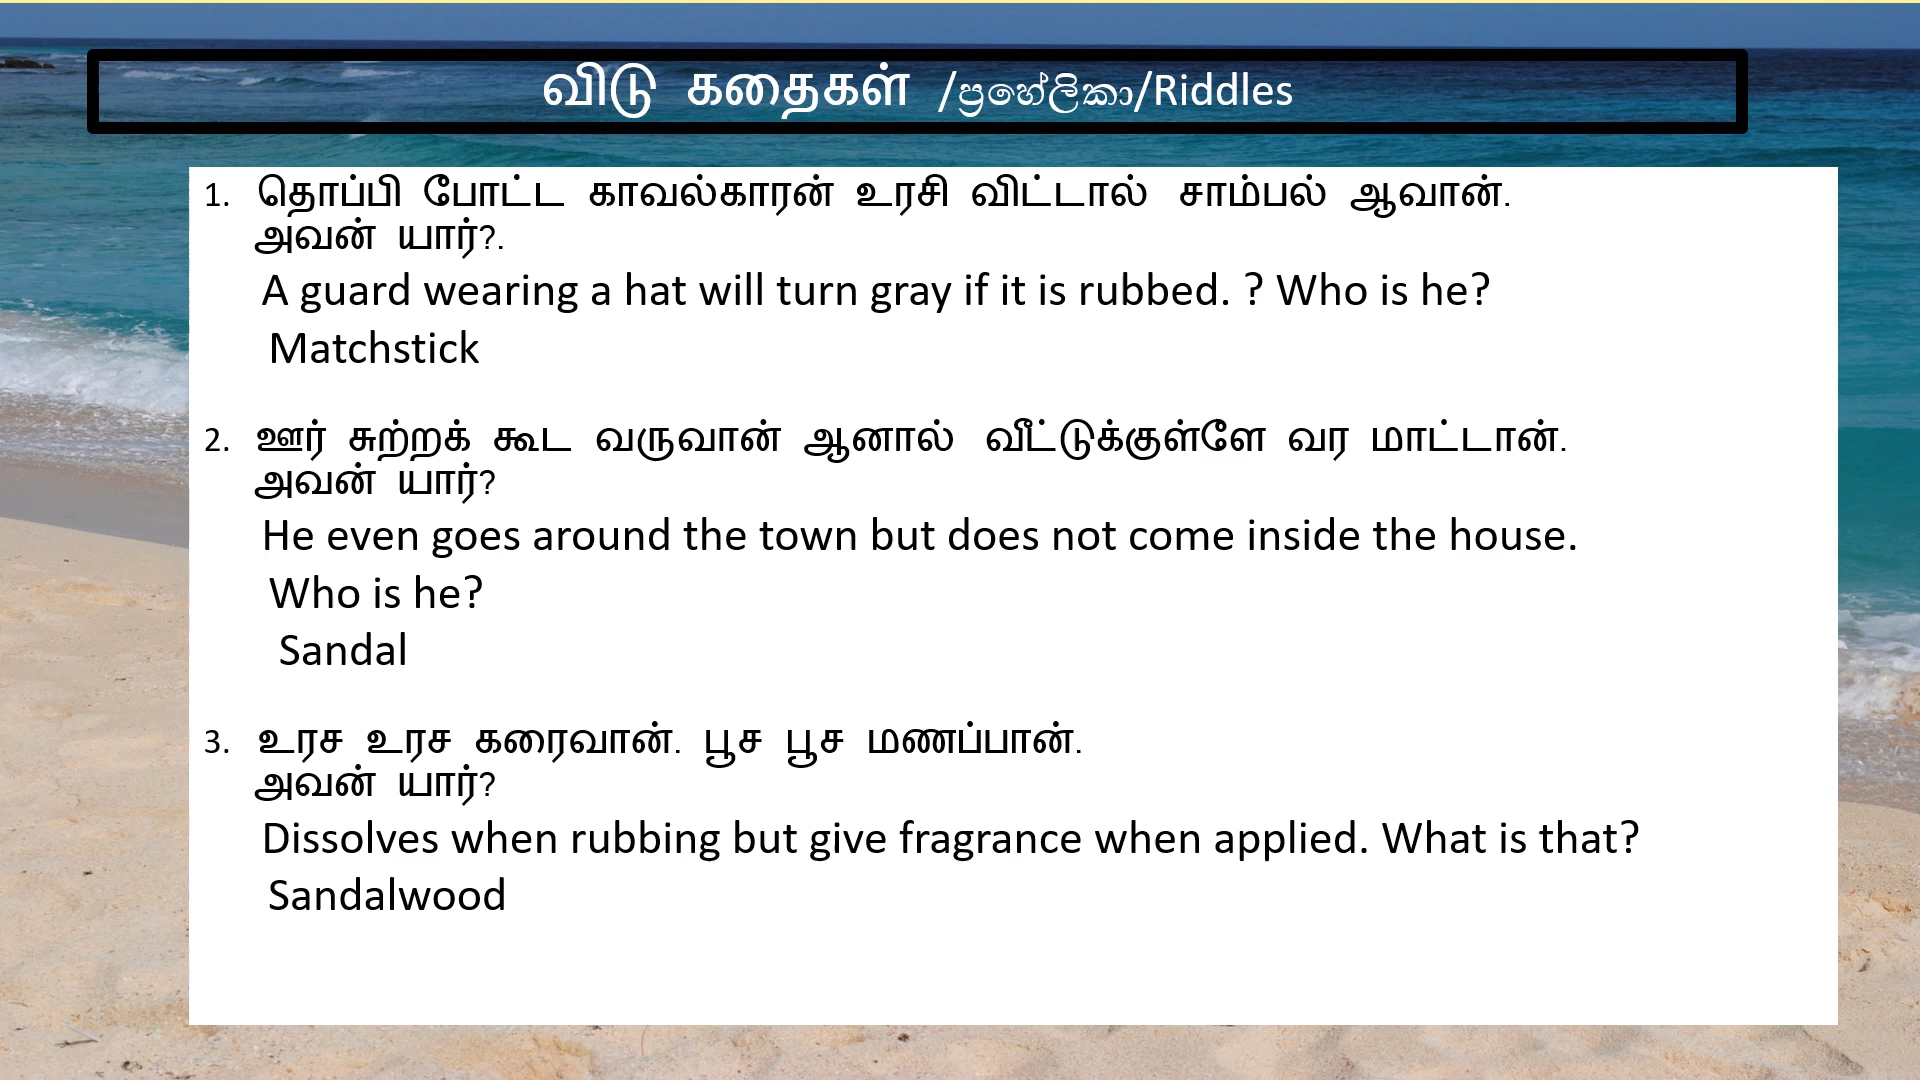 விடு கதைகள் /ප්‍රහේලිකා/Riddles
1. தொப்பி போட்ட காவல்காரன் உரசி விட்டால் சாம்பல் ஆவான்.
அவன் யார்?.
A guard wearing a hat will turn gray if it is rubbed. ? Who is he?
Matchstick
2. ஊர் சுற்றக் கூட வருவான் ஆனால் வீட்டுக்குள்ளே வர மாட்டான்.
அவன் யார்?
He even goes around the town but does not come inside the house.
Who is he?
Sandal
3. உரச உரச கரைவான். பூச பூச மணப்பான்.
அவன் யார்?
Dissolves when rubbing but give fragrance when applied. What is that?
Sandalwood